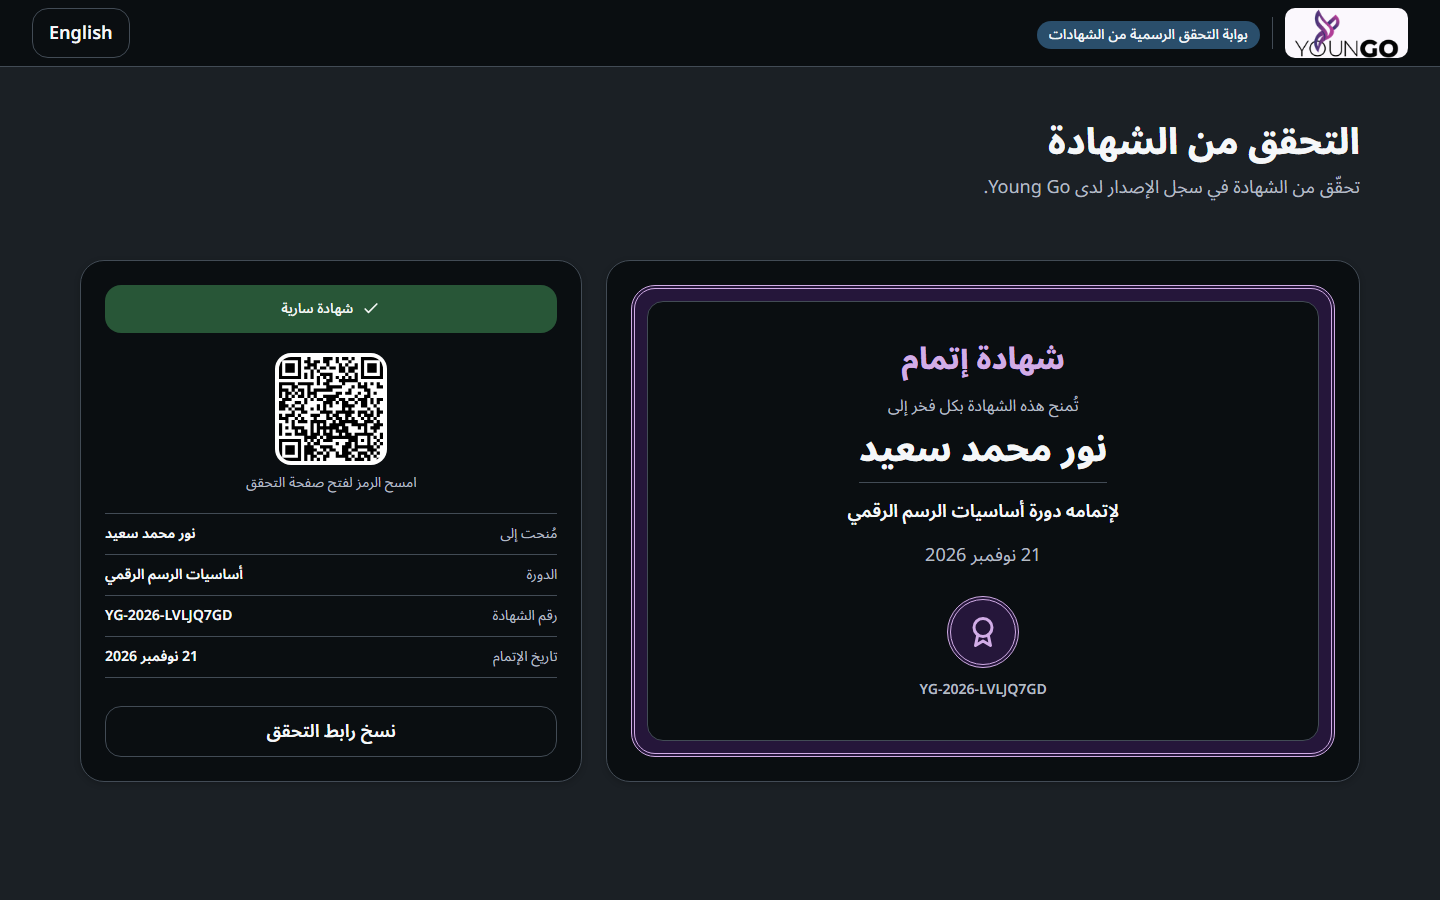 YOUNGO
بوابة التحقق الرسمية من الشهادات
English
التحقق من الشهادة
تحقّق من الشهادة في سجل الإصدار لدى Young Go.
شهادة إتمام
تُمنح هذه الشهادة بكل فخر إلى
نور محمد سعيد
لإتمامه دورة أساسيات الرسم الرقمي
21 نوفمبر 2026
YG-2026-LVLJQ7GD
شهادة سارية
امسح الرمز لفتح صفحة التحقق
مُنحت إلى نور محمد سعيد
الدورة أساسيات الرسم الرقمي
رقم الشهادة YG-2026-LVLJQ7GD
تاريخ الإتمام 21 نوفمبر 2026
نسخ رابط التحقق